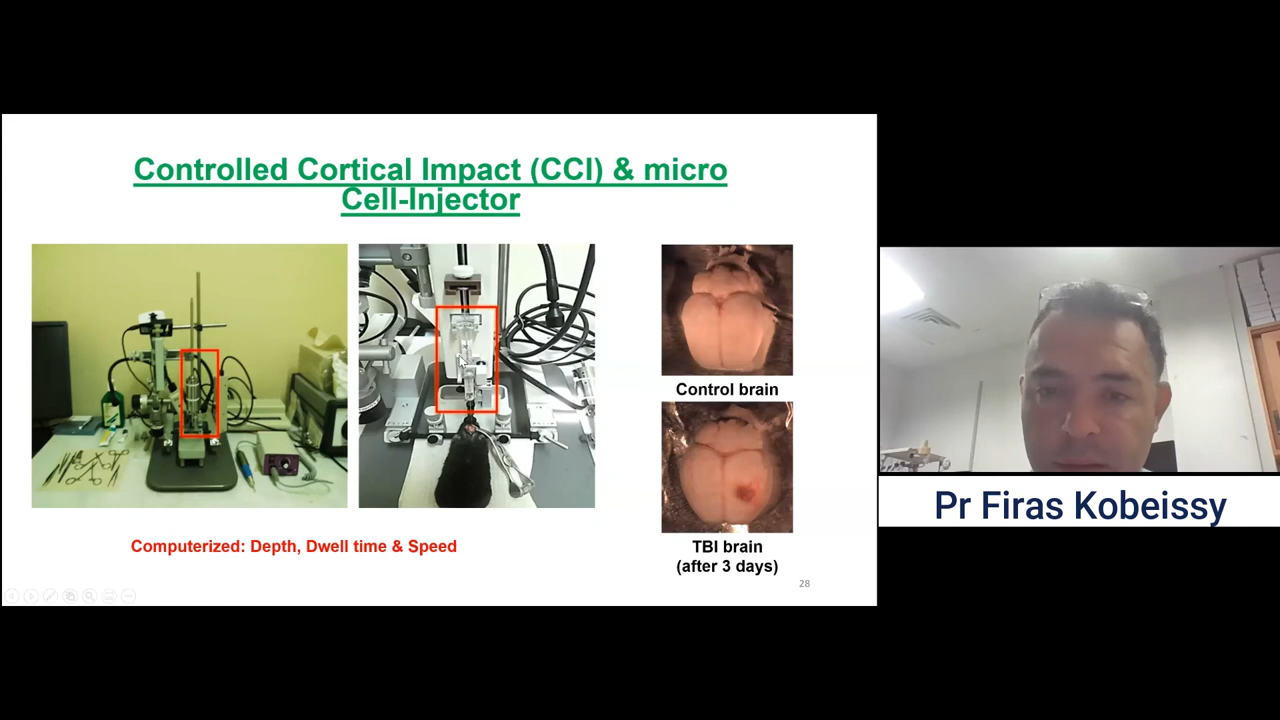 Controlled Cortical Impact (CCI) & micro
Cell-Injector
Control brain
TBI brain
(after 3 days)
Computerized: Depth, Dwell time & Speed
28
Pr Firas Kobeissy